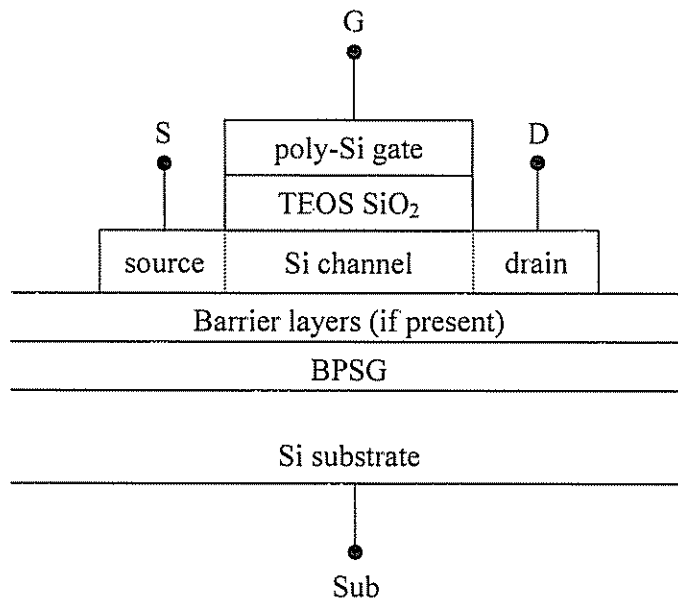 G
S
D
poly-Si gate
TEOS SiO₂
source
Si channel
drain
Barrier layers (if present)
BPSG
Si substrate
Sub